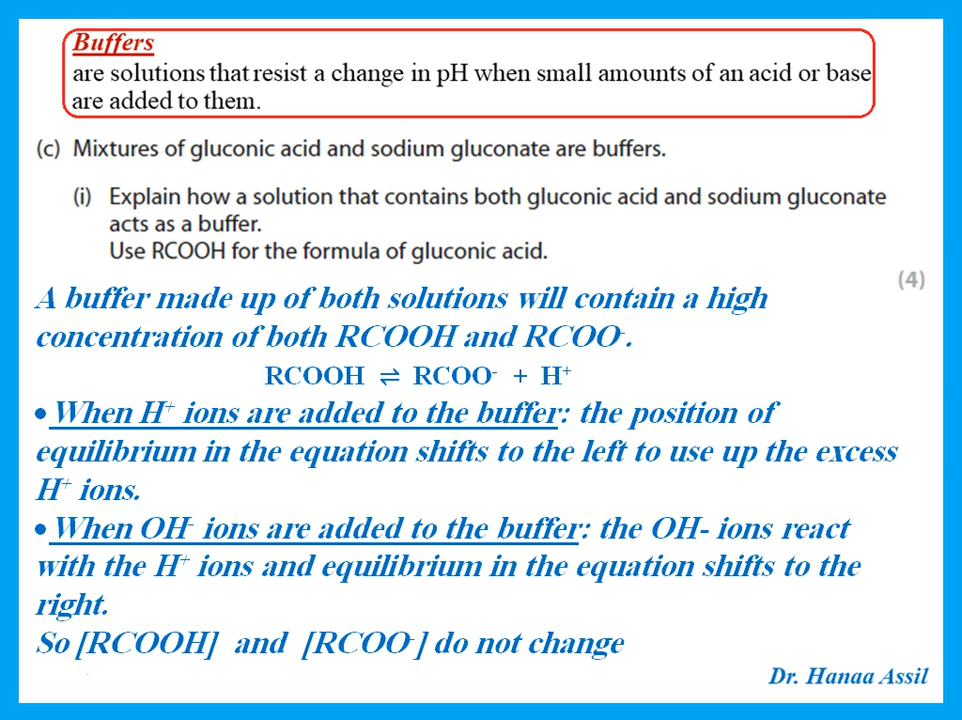 Buffers
are solutions that resist a change in pH when small amounts of an acid or base
are added to them.
(c) Mixtures of gluconic acid and sodium gluconate are buffers.
(i) Explain how a solution that contains both gluconic acid and sodium gluconate
acts as a buffer.
Use RCOOH for the formula of gluconic acid.
(4)
A buffer made up of both solutions will contain a high
concentration of both RCOOH and RCOO⁻.
RCOOH ⇌ RCOO⁻ + H⁺
• When H⁺ ions are added to the buffer: the position of
equilibrium in the equation shifts to the left to use up the excess
H⁺ ions.
• When OH⁻ ions are added to the buffer: the OH- ions react
with the H⁺ ions and equilibrium in the equation shifts to the
right.
So [RCOOH] and [RCOO⁻] do not change
Dr. Hanaa Assil